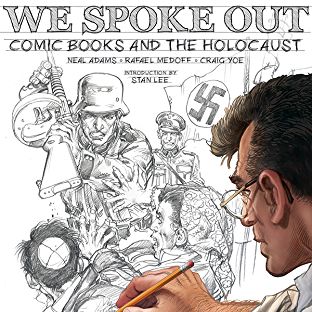 WE SPOKE OUT
COMIC BOOKS AND THE HOLOCAUST
NEAL ADAMS • RAFAEL MEDOFF • CRAIG YOE
INTRODUCTION BY
STAN LEE